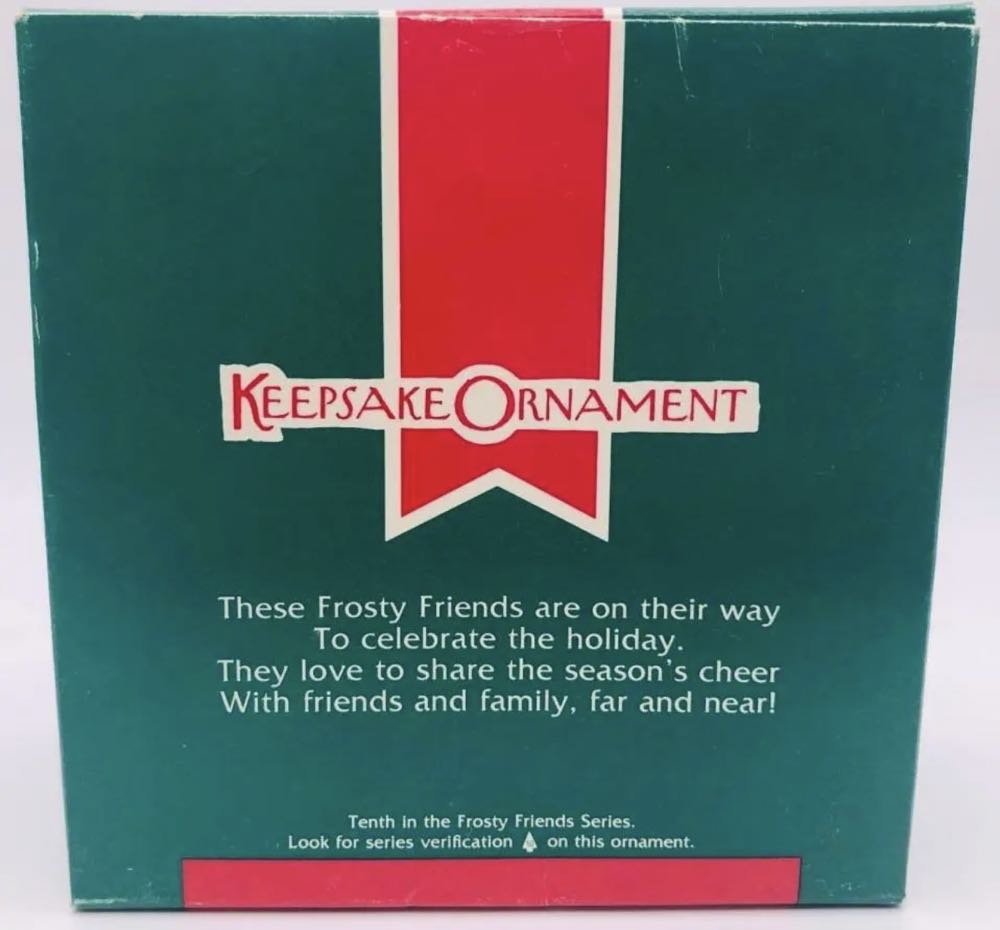 KEEPSAKE ORNAMENT
These Frosty Friends are on their way
To celebrate the holiday.
They love to share the season's cheer
With friends and family, far and near!
Tenth in the Frosty Friends Series.
Look for series verification on this ornament.